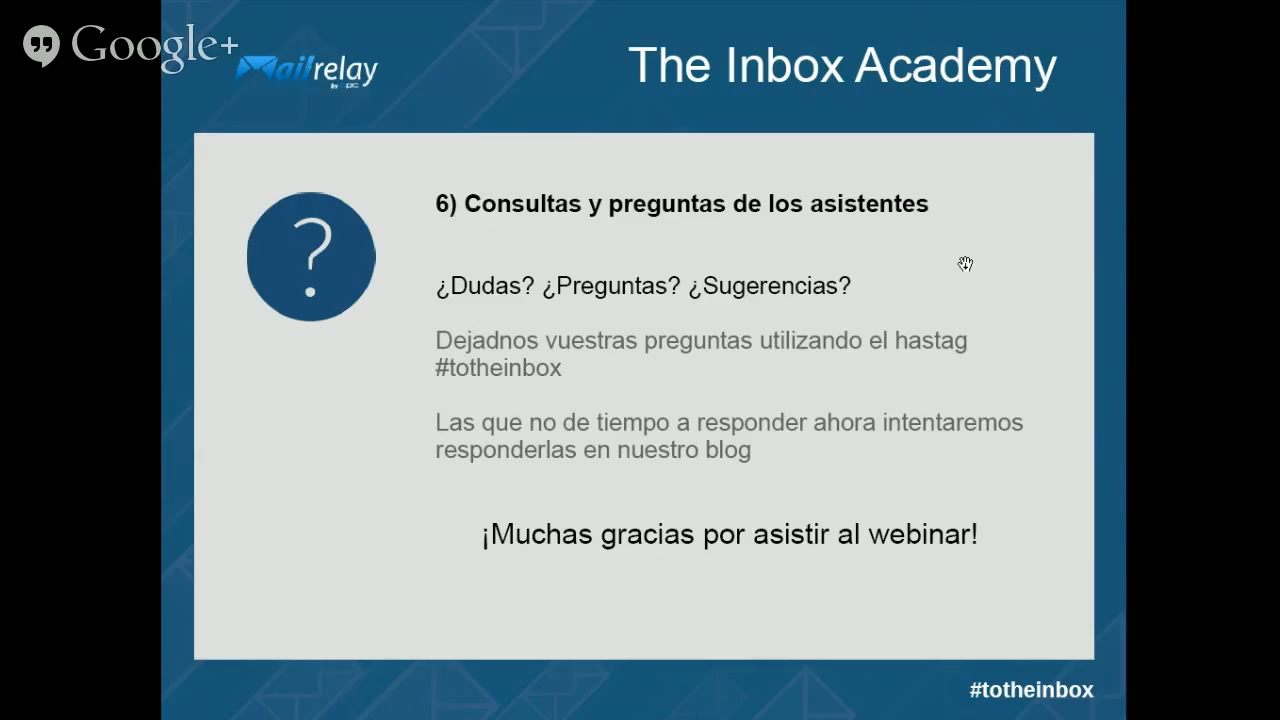 Google+
Mailrelay
The Inbox Academy
6) Consultas y preguntas de los asistentes
?
¿Dudas? ¿Preguntas? ¿Sugerencias?
Dejadnos vuestras preguntas utilizando el hastag
#totheinbox
Las que no de tiempo a responder ahora intentaremos
responderlas en nuestro blog
¡Muchas gracias por asistir al webinar!
#totheinbox